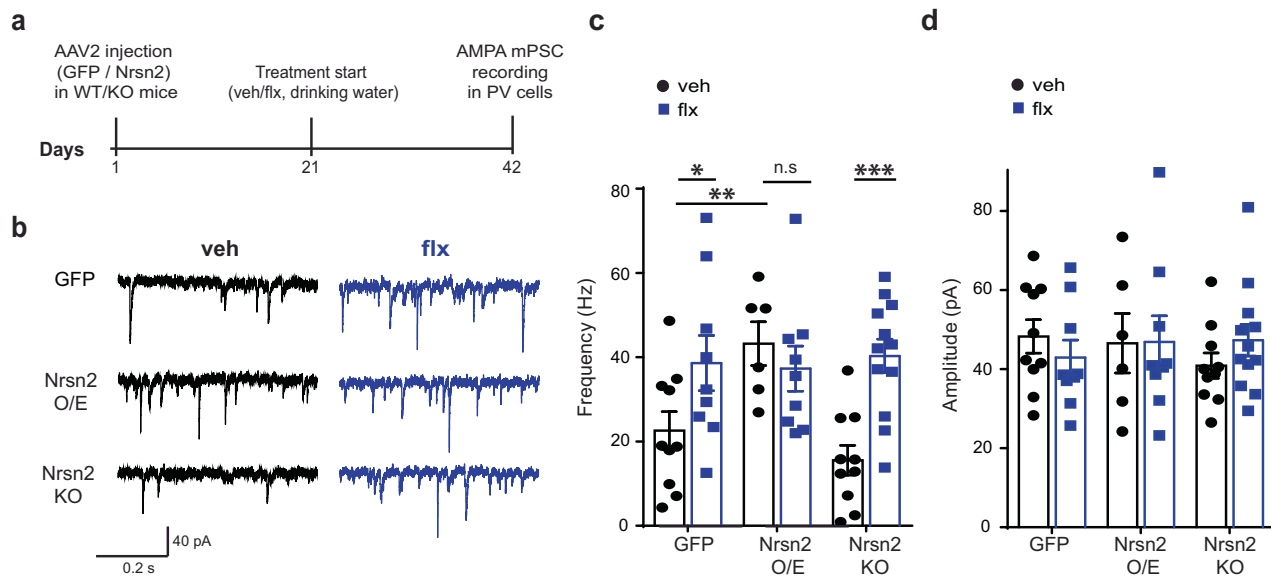 a
AAV2 injection
(GFP / Nrsn2)
in WT/KO mice
Treatment start
(veh/flx, drinking water)
AMPA mPSC
recording
in PV cells
Days
1
21
42
b
veh
flx
GFP
Nrsn2
O/E
Nrsn2
KO
40 pA
0.2 s
c
veh
flx
*
**
n.s
***
Frequency (Hz)
80
60
40
20
0
GFP
Nrsn2
O/E
Nrsn2
KO
d
veh
flx
Amplitude (pA)
80
60
40
20
0
GFP
Nrsn2
O/E
Nrsn2
KO